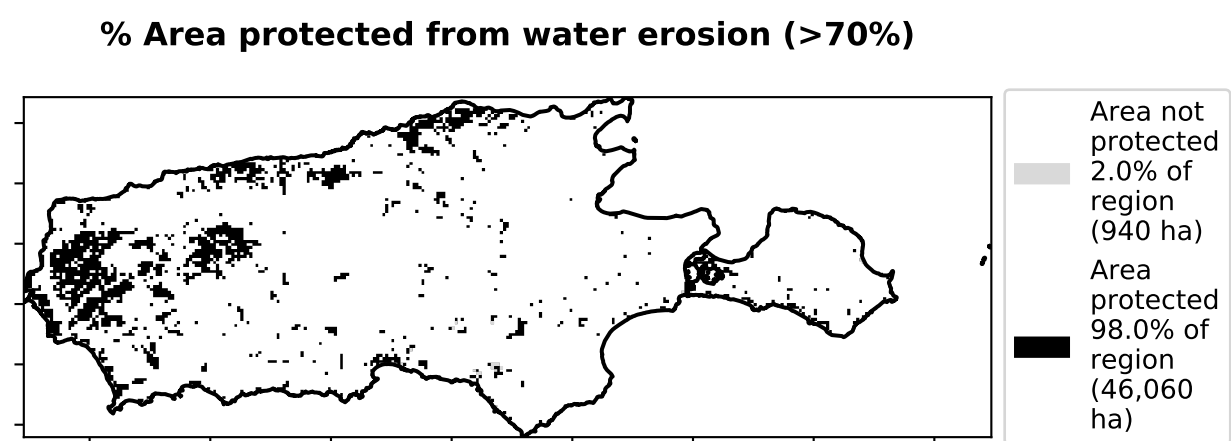 % Area protected from water erosion (>70%)
Area not
protected
2.0% of
region
(940 ha)
Area
protected
98.0% of
region
(46,060
ha)